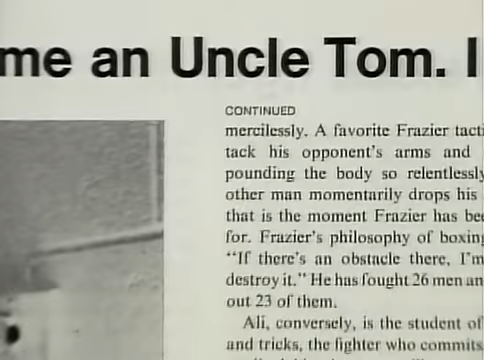 me an Uncle Tom. I
CONTINUED
mercilessly. A favorite Frazier tacti
tack his opponent's arms and
pounding the body so relentlessly
other man momentarily drops his
that is the moment Frazier has bee
for. Frazier's philosophy of boxing
"If there's an obstacle there, I'm
destroy it." He has fought 26 men an
out 23 of them.
Ali, conversely, is the student of
and tricks, the fighter who commits